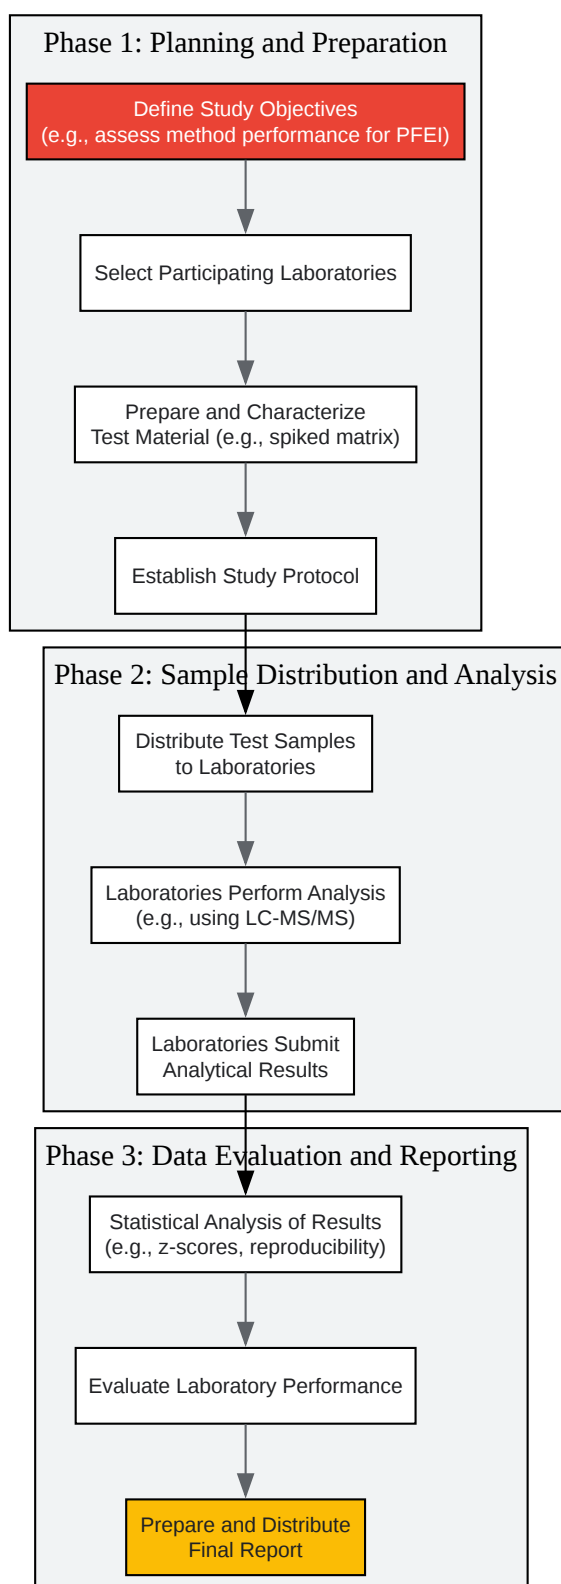 Phase 1: Planning and Preparation
Define Study Objectives
(e.g., assess method performance for PFEI)
Select Participating Laboratories
Prepare and Characterize
Test Material (e.g., spiked matrix)
Establish Study Protocol
Phase 2: Sample Distribution and Analysis
Distribute Test Samples
to Laboratories
Laboratories Perform Analysis
(e.g., using LC-MS/MS)
Laboratories Submit
Analytical Results
Phase 3: Data Evaluation and Reporting
Statistical Analysis of Results
(e.g., z-scores, reproducibility)
Evaluate Laboratory Performance
Prepare and Distribute
Final Report